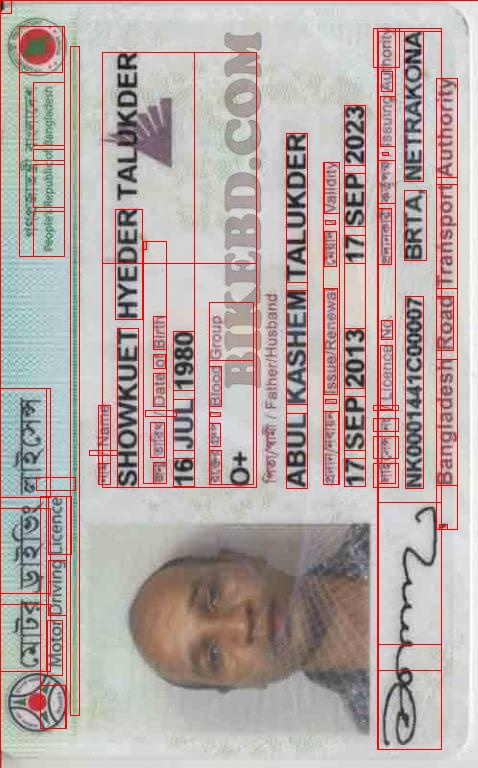 গণপ্রজাতন্ত্রী বাংলাদেশ
People's Republic of Bangladesh
মোটর ড্রাইভিং লাইসেন্স
Motor Driving Licence
নাম / Name
SHOWKUET HYEDER TALUKDER
জন্ম তারিখ / Date of Birth
16 JUL 1980
রক্তের গ্রুপ / Blood Group
O+
পিতা/স্বামী / Father/Husband
ABUL KASHEM TALUKDER
প্রদান/নবায়ন / Issue/Renewal
মেয়াদ / Validity
17 SEP 2013
17 SEP 2023
লাইসেন্স নং / Licence No.
প্রদানকারী কর্তৃপক্ষ / Issuing Authority
NK0001441C00007
BRTA, NETRAKONA
Bangladesh Road Transport Authority
BIKEBD.COM